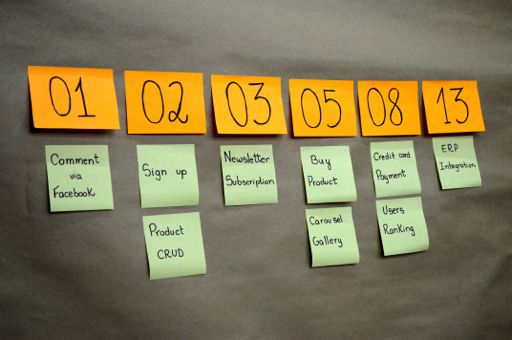 01 02 03 05 08 13
Comment
via
Facebook
Sign up
Newsletter
Subscription
Buy
Product
Credit card
Payment
ERP
Integration
Product
CRUD
Carousel
Gallery
Users
Ranking